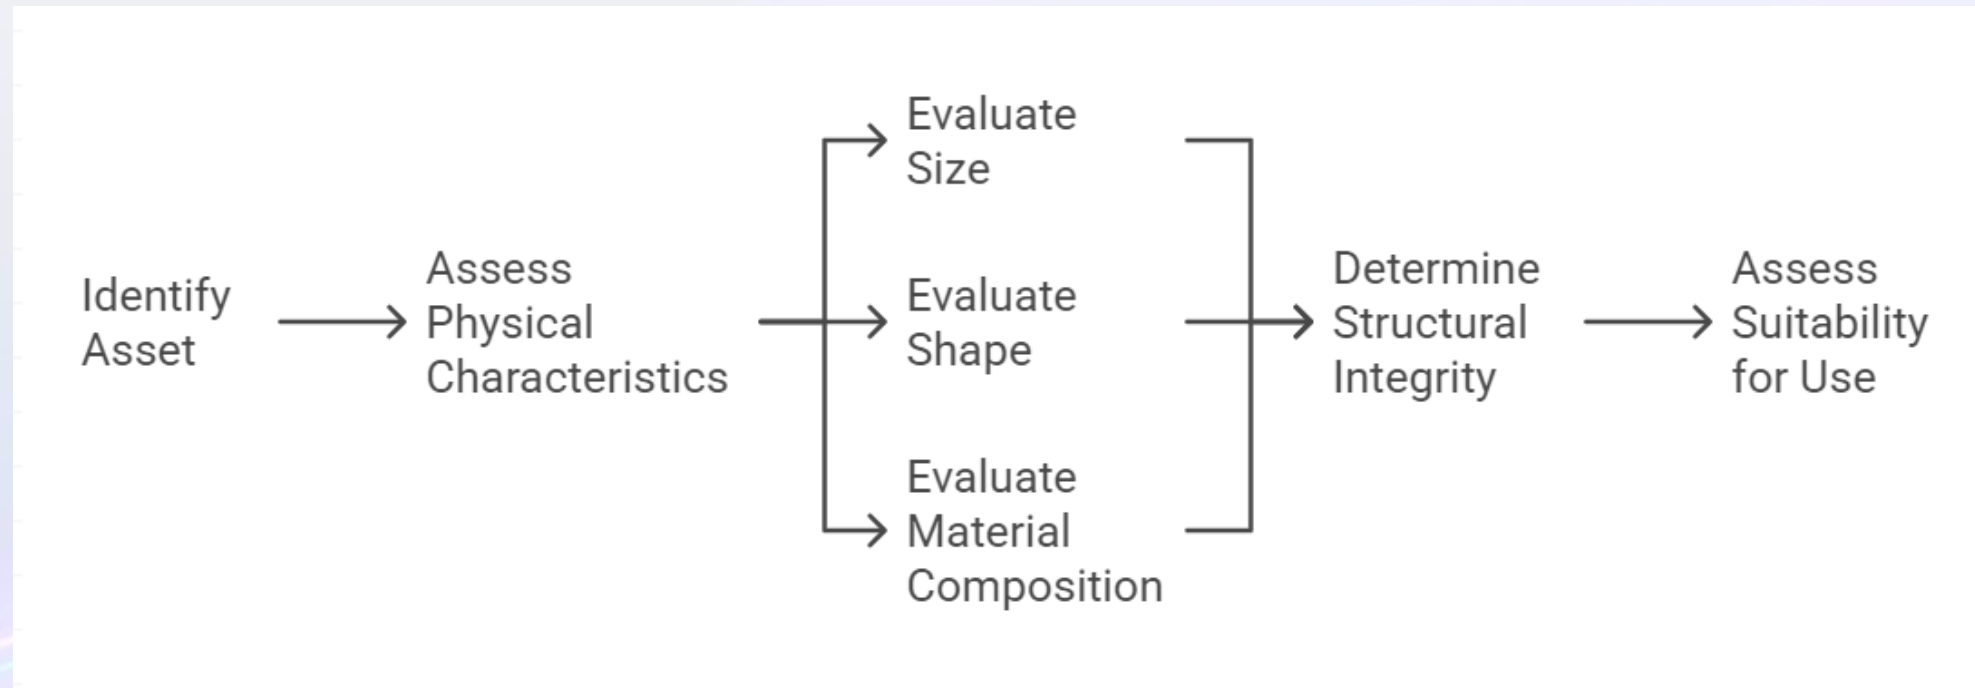 Identify
Asset
Assess
Physical
Characteristics
Evaluate
Size
Evaluate
Shape
Evaluate
Material
Composition
Determine
Structural
Integrity
Assess
Suitability
for Use